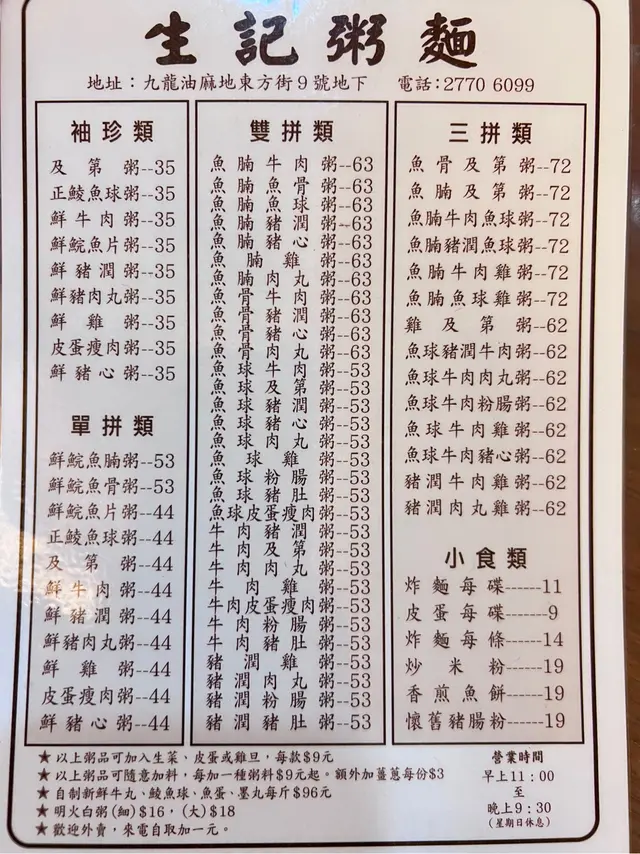 生記粥麵
地址：九龍油麻地東方街9號地下 電話:2770 6099
袖珍類
及第粥--35
正鯪魚球粥--35
鮮牛肉粥--35
鮮鯇魚片粥--35
鮮豬潤粥--35
鮮豬肉丸粥--35
鮮雞粥--35
皮蛋瘦肉粥--35
鮮豬心粥--35
單拼類
鮮鯇魚腩粥--53
鮮鯇魚骨粥--53
鮮鯇魚片粥--44
正鯪魚球粥--44
及第粥--44
鮮牛肉粥--44
鮮豬潤粥--44
鮮豬肉丸粥--44
鮮雞粥--44
皮蛋瘦肉粥--44
鮮豬心粥--44
雙拼類
魚腩牛肉粥--63
魚腩魚骨粥--63
魚腩魚球粥--63
魚腩豬潤粥--63
魚腩豬心粥--63
魚腩雞粥--63
魚腩肉丸粥--63
魚骨牛肉粥--63
魚骨豬潤粥--63
魚骨豬心粥--63
魚骨肉丸粥--63
魚球牛肉粥--53
魚球及第粥--53
魚球豬潤粥--53
魚球豬心粥--53
魚球肉丸粥--53
魚球雞粥--53
魚球粉腸粥--53
魚球豬肚粥--53
魚球皮蛋瘦肉粥--53
牛肉豬潤粥--53
牛肉及第粥--53
牛肉肉丸粥--53
牛肉雞粥--53
牛肉皮蛋瘦肉粥--53
牛肉粉腸粥--53
牛肉豬肚粥--53
豬潤雞粥--53
豬潤肉丸粥--53
豬潤粉腸粥--53
豬潤豬肚粥--53
三拼類
魚骨及第粥--72
魚腩及第粥--72
魚腩牛肉魚球粥--72
魚腩豬潤魚球粥--72
魚腩牛肉雞粥--72
魚腩魚球雞粥--72
雞及第粥--62
魚球豬潤牛肉粥--62
魚球牛肉肉丸粥--62
魚球牛肉粉腸粥--62
魚球牛肉雞粥--62
魚球牛肉豬心粥--62
豬潤牛肉雞粥--62
豬潤肉丸雞粥--62
小食類
炸麵每碟------11
皮蛋每碟------9
炸麵每條------14
炒米粉------19
香煎魚餅------19
懷舊豬腸粉------19
★以上粥品可加入生菜、皮蛋或雞旦，每款$9元
★以上粥品可隨意加料，每加一種粥料$9元起。額外加薑蔥每份$3
★自制新鮮牛丸、鯪魚球、魚蛋、墨丸每斤$96元
★明火白粥(細)$16，(大)$18
★歡迎外賣，來電自取加一元。
營業時間
早上11：00
至
晚上9：30
(星期日休息)